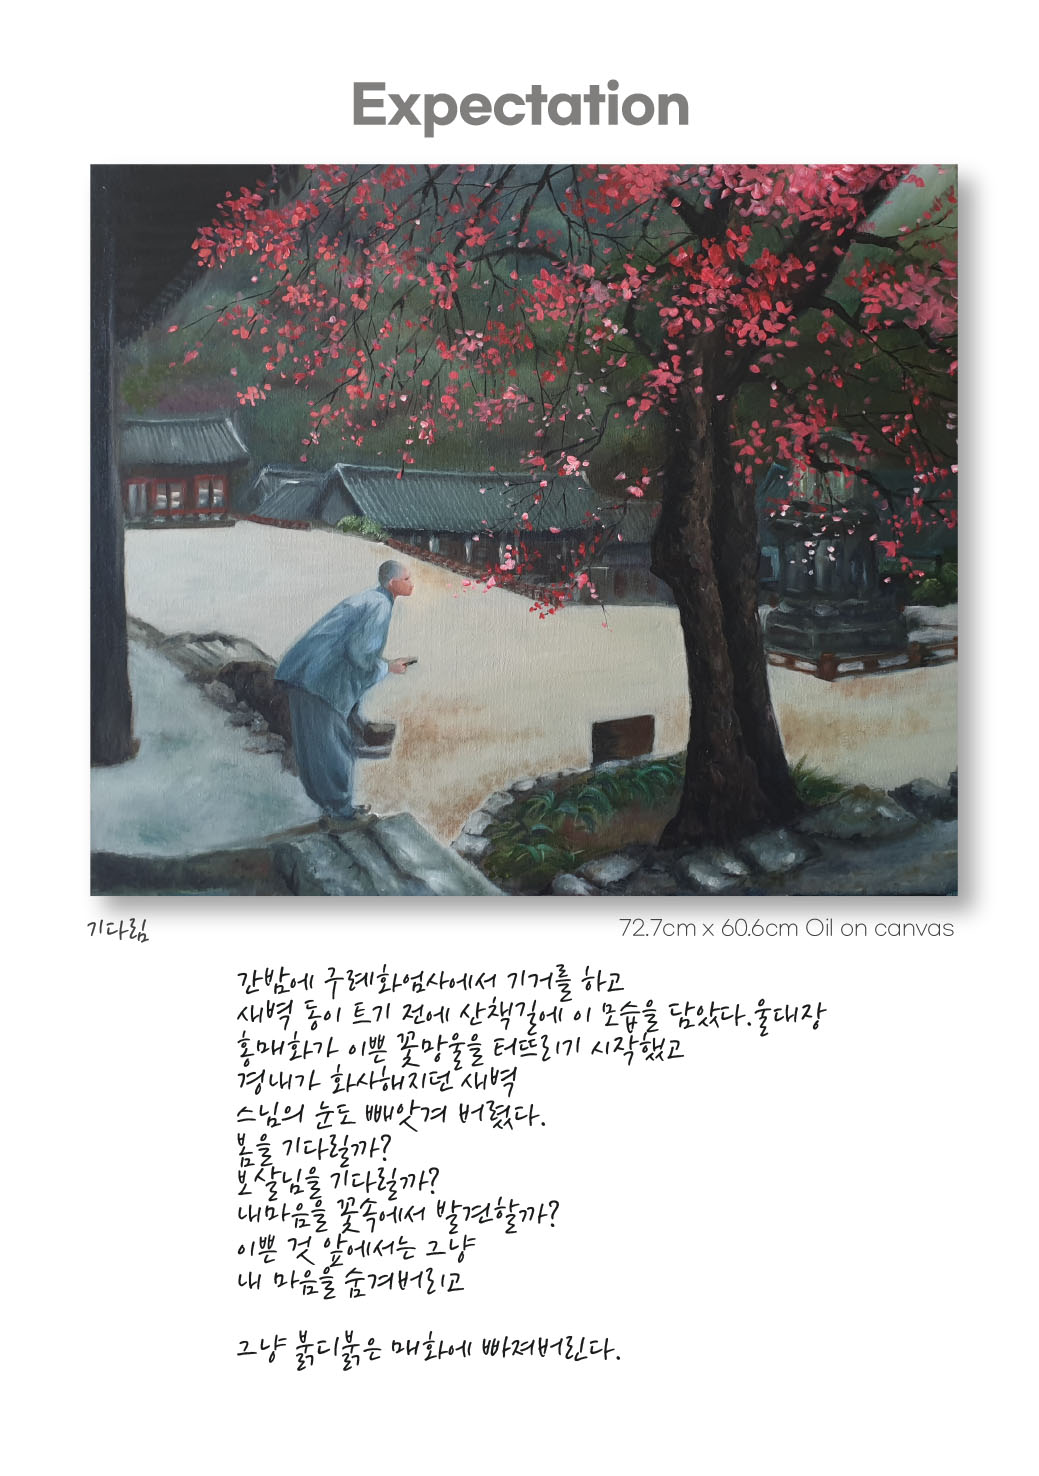 Expectation
기다림
72.7cm x 60.6cm Oil on canvas
간밤에 구례화엄사에서 기거를 하고
새벽 동이 트기 전에 산책길에 이 모습을 담았다.울대장
홍매화가 이쁜 꽃망울을 터뜨리기 시작했고
경내가 화사해지던 새벽
스님의 눈도 빼앗겨 버렸다.
봄을 기다릴까?
보살님을 기다릴까?
내마음을 꽃속에서 발견할까?
이쁜 것 앞에서는 그냥
내 마음을 숨겨버리고
그냥 붉디붉은 매화에 빠져버린다.